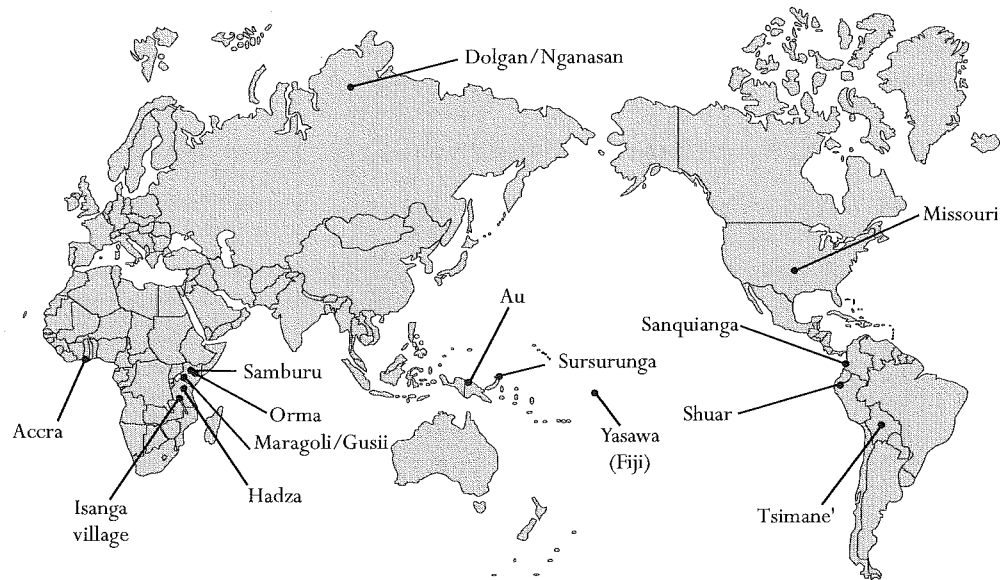 Dolgan/Nganasan
Missouri
Au
Sanquianga
Sursurunga
Samburu
Orma
Shuar
Accra
Maragoli/Gusii
Yasawa
(Fiji)
Hadza
Isanga
village
Tsimane'